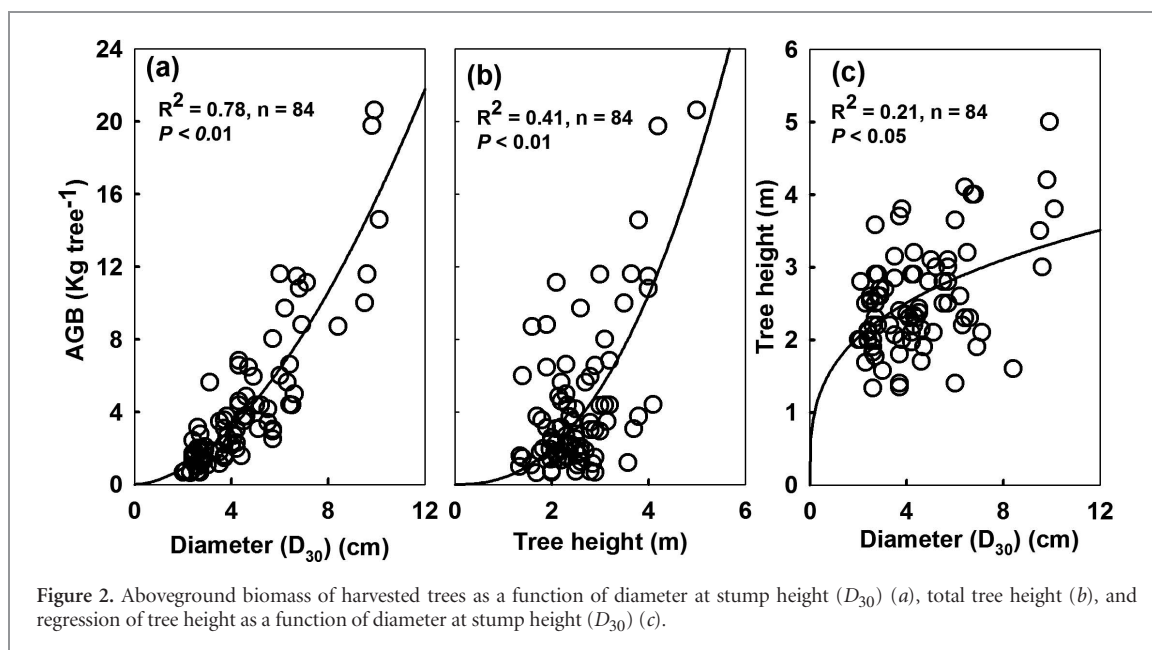 (a)
R² = 0.78, n = 84
P < 0.01
AGB (Kg tree⁻¹)
24
20
16
12
8
4
0
0 4 8 12
Diameter (D₃₀) (cm)
(b)
R² = 0.41, n = 84
P < 0.01
0 2 4 6
Tree height (m)
(c)
R² = 0.21, n = 84
P < 0.05
Tree height (m)
6
5
4
3
2
1
0
0 4 8 12
Diameter (D₃₀) (cm)
Figure 2. Aboveground biomass of harvested trees as a function of diameter at stump height (D₃₀) (a), total tree height (b), and
regression of tree height as a function of diameter at stump height (D₃₀) (c).